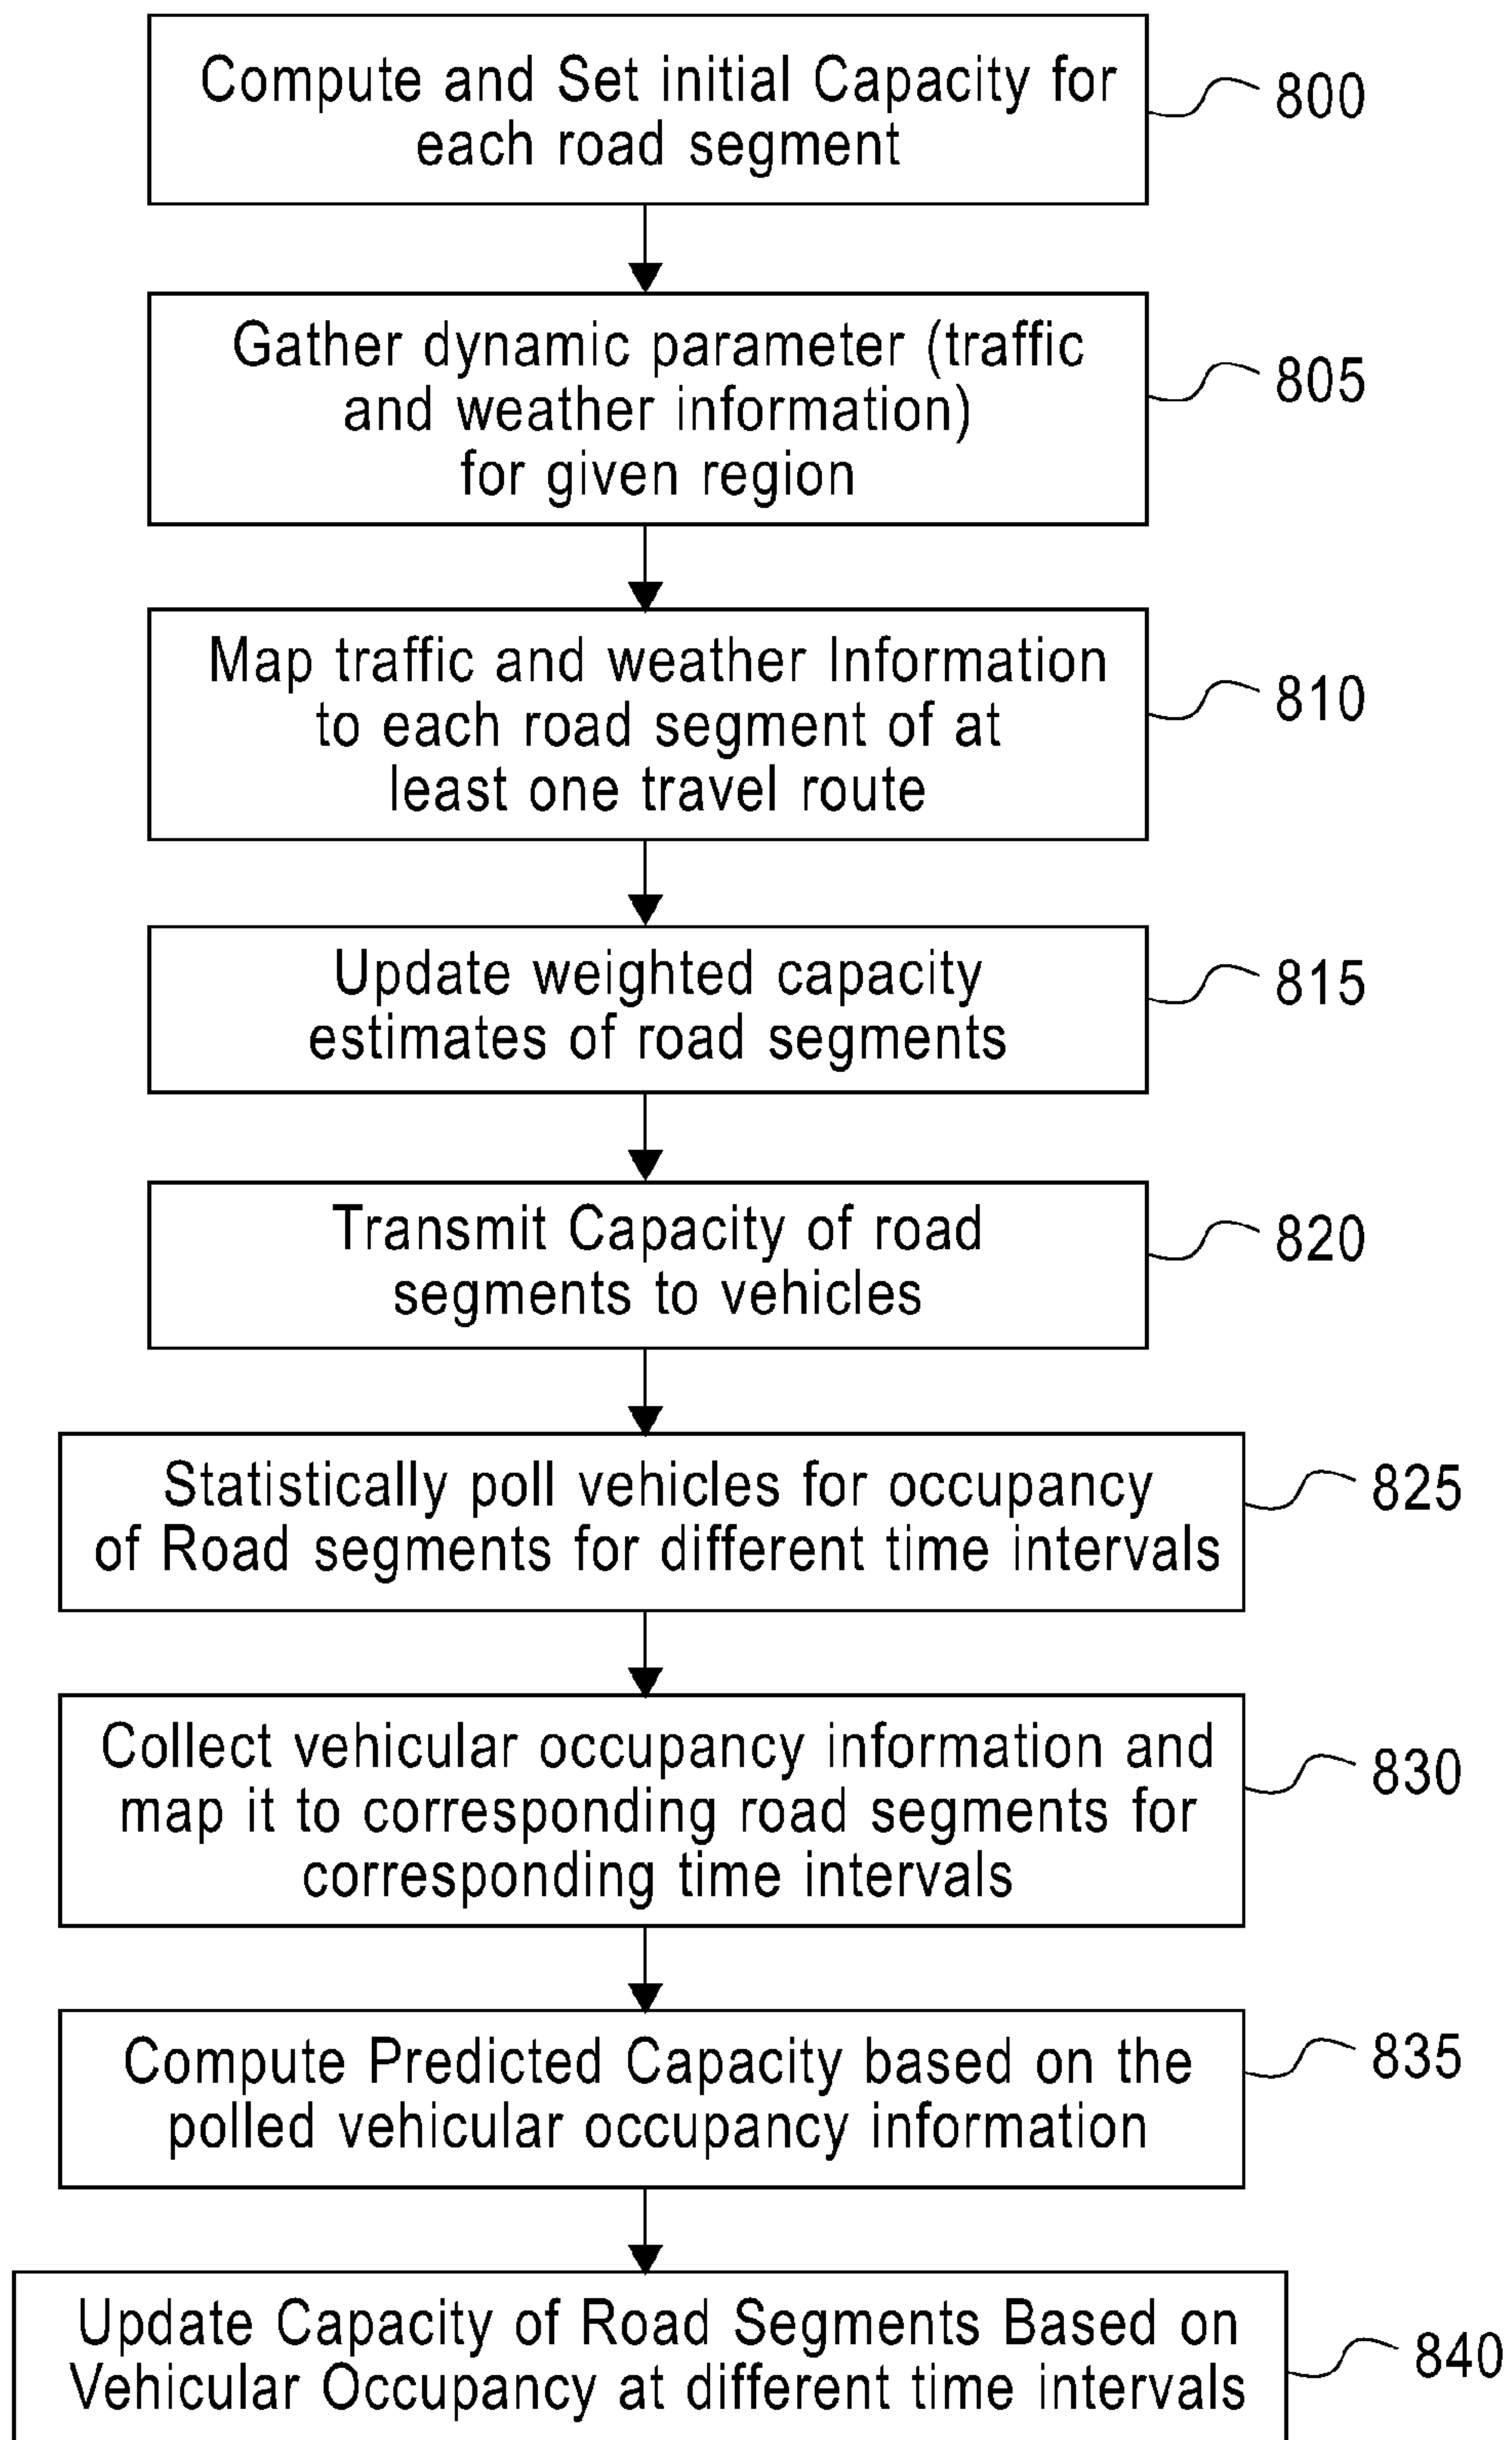 Compute and Set initial Capacity for
each road segment
800
Gather dynamic parameter (traffic
and weather information)
for given region
805
Map traffic and weather Information
to each road segment of at
least one travel route
810
Update weighted capacity
estimates of road segments
815
Transmit Capacity of road
segments to vehicles
820
Statistically poll vehicles for occupancy
of Road segments for different time intervals
825
Collect vehicular occupancy information and
map it to corresponding road segments for
corresponding time intervals
830
Compute Predicted Capacity based on the
polled vehicular occupancy information
835
Update Capacity of Road Segments Based on
Vehicular Occupancy at different time intervals
840